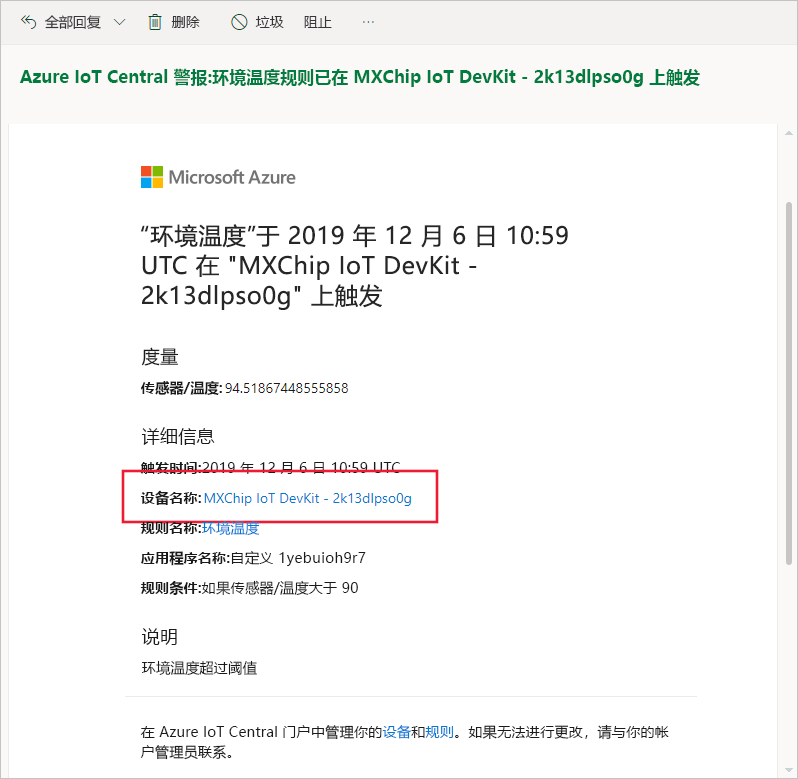 全部回复 删除 垃圾 阻止 ···
Azure IoT Central 警报:环境温度规则已在 MXChip IoT DevKit - 2k13dlpso0g 上触发
Microsoft Azure
“环境温度”于 2019 年 12 月 6 日 10:59
UTC 在 "MXChip IoT DevKit -
2k13dlpso0g" 上触发
度量
传感器/温度: 94.51867448555858
详细信息
触发时间:2019 年 12 月 6 日 10:59 UTC
设备名称: MXChip IoT DevKit - 2k13dlpso0g
规则名称:环境温度
应用程序名称:自定义 1yebuioh9r7
规则条件:如果传感器/温度大于 90
说明
环境温度超过阈值
在 Azure IoT Central 门户中管理你的设备和规则。如果无法进行更改，请与你的帐
户管理员联系。